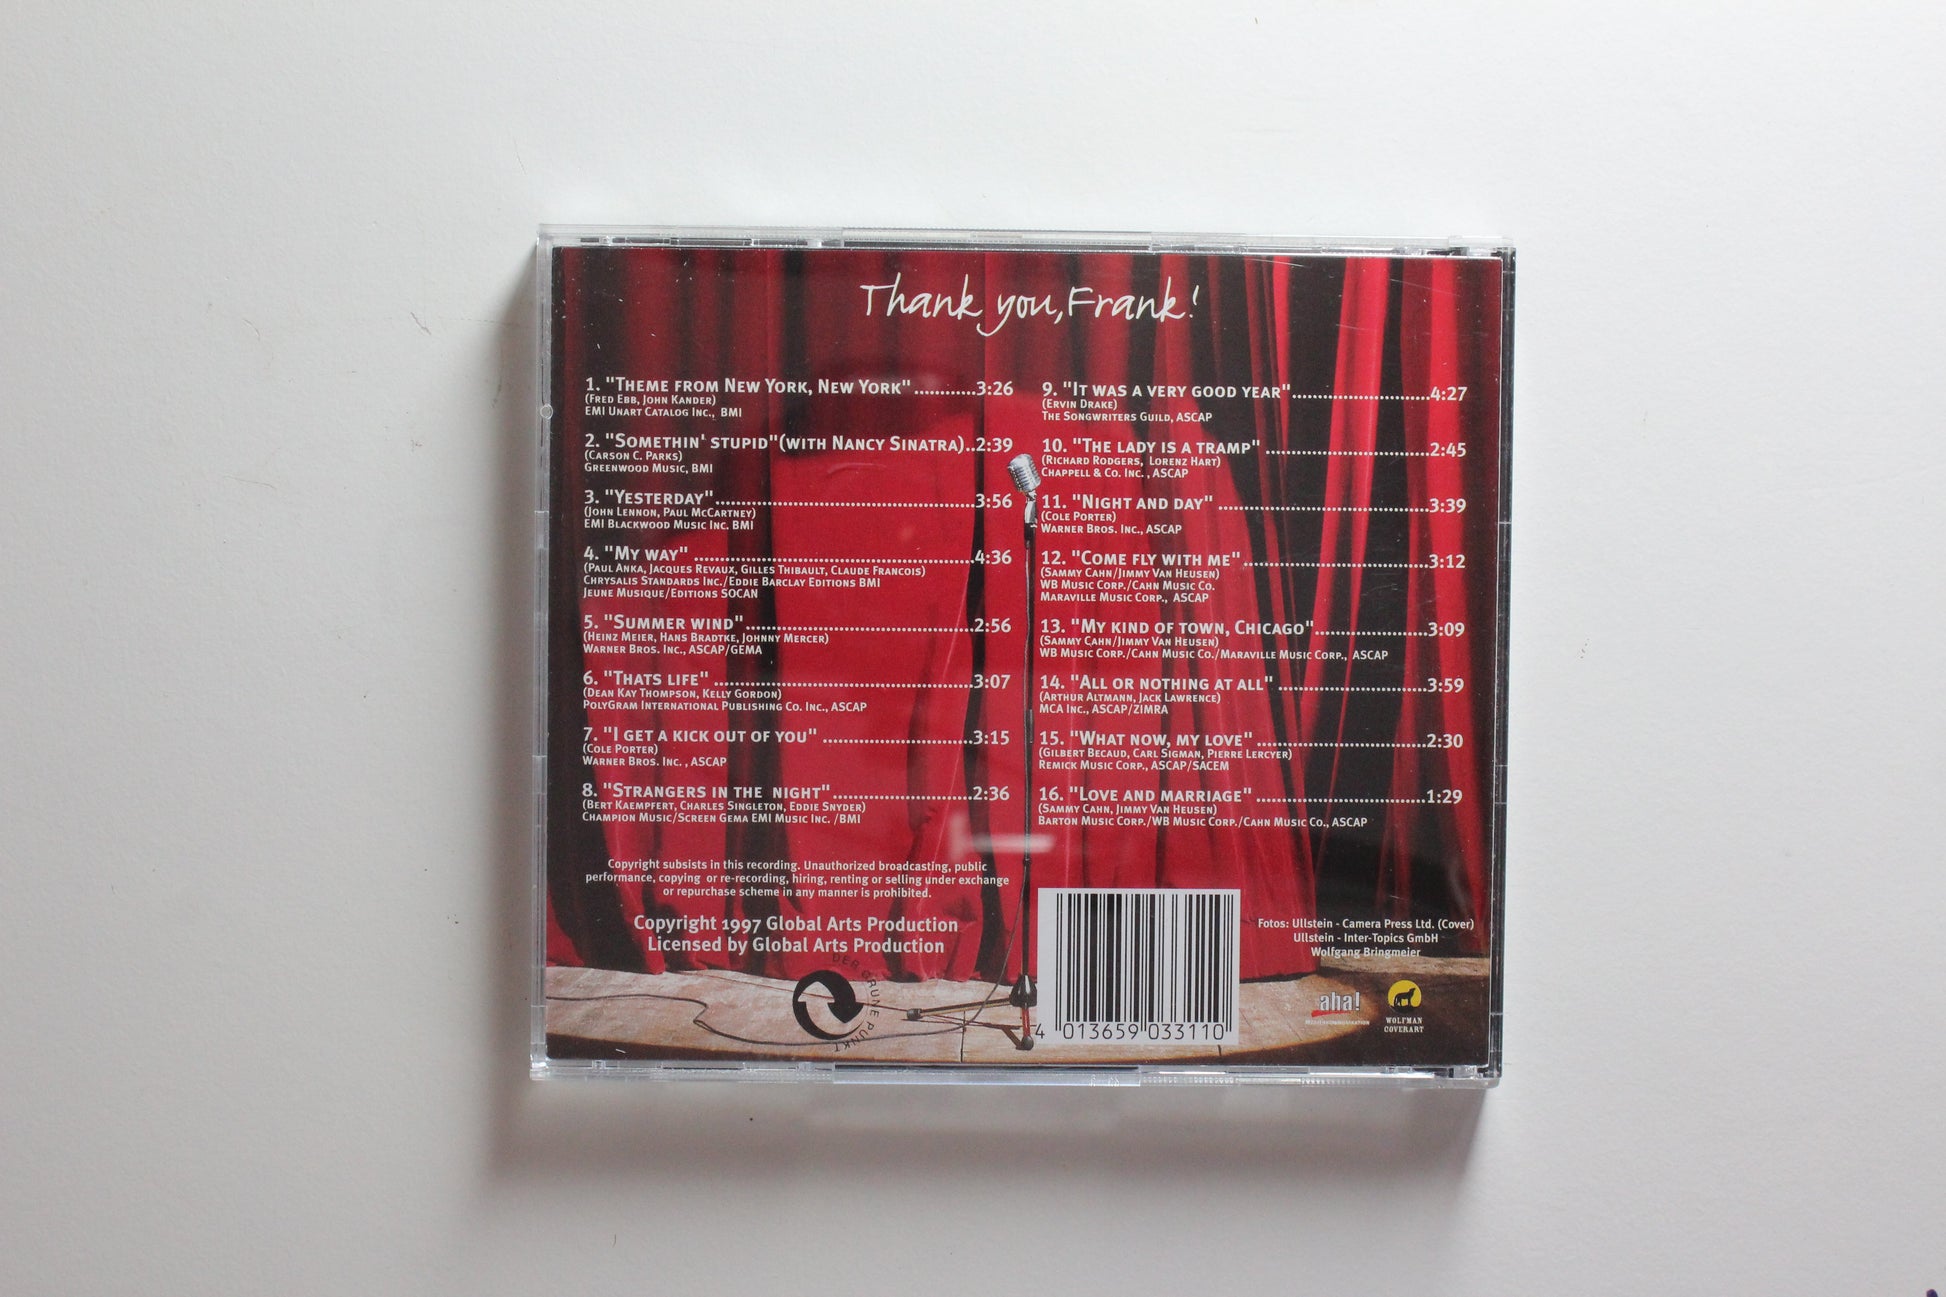 Thank you, Frank!
1. "Theme from New York, New York"............3:26
(Fred Ebb, John Kander)
EMI Unart Catalog Inc., BMI
2. "Somethin' stupid"(with Nancy Sinatra)..2:39
(Carson C. Parks)
Greenwood Music, BMI
3. "Yesterday"..................................................3:56
(John Lennon, Paul McCartney)
EMI Blackwood Music Inc. BMI
4. "My way" ......................................................4:36
(Paul Anka, Jacques Revaux, Gilles Thibault, Claude Francois)
Chrysalis Standards Inc./Eddie Barclay Editions BMI
Jeune Musique/Editions SOCAN
5. "Summer wind"............................................2:56
(Heinz Meier, Hans Bradtke, Johnny Mercer)
Warner Bros. Inc., ASCAP/GEMA
6. "Thats life" ..................................................3:07
(Dean Kay Thompson, Kelly Gordon)
PolyGram International Publishing Co. Inc., ASCAP
7. "I get a kick out of you" .............................3:15
(Cole Porter)
Warner Bros. Inc. , ASCAP
8. "Strangers in the night"...........................2:36
(Bert Kaempfert, Charles Singleton, Eddie Snyder)
Champion Music/Screen Gema EMI Music Inc. /BMI
9. "It was a very good year"..........................4:27
(Ervin Drake)
The Songwriters Guild, ASCAP
10. "The lady is a tramp" ................................2:45
(Richard Rodgers, Lorenz Hart)
Chappell & Co. Inc. , ASCAP
11. "Night and day" .........................................3:39
(Cole Porter)
Warner Bros. Inc., ASCAP
12. "Come fly with me" ....................................3:12
(Sammy Cahn/Jimmy Van Heusen)
WB Music Corp./Cahn Music Co.
Maraville Music Corp., ASCAP
13. "My kind of town, Chicago"......................3:09
(Sammy Cahn/Jimmy Van Heusen)
WB Music Corp./Cahn Music Co./Maraville Music Corp., ASCAP
14. "All or nothing at all" .............................3:59
(Arthur Altmann, Jack Lawrence)
MCA Inc., ASCAP/ZIMRA
15. "What now, my love" .................................2:30
(Gilbert Becaud, Carl Sigman, Pierre Lercyer)
Remick Music Corp., ASCAP/SACEM
16. "Love and marriage" .................................1:29
(Sammy Cahn, Jimmy Van Heusen)
Barton Music Corp./WB Music Corp./Cahn Music Co., ASCAP
Copyright subsists in this recording. Unauthorized broadcasting, public
performance, copying or re-recording, hiring, renting or selling under exchange
or repurchase scheme in any manner is prohibited.
Copyright 1997 Global Arts Production
Licensed by Global Arts Production
DER GRÜNE PUNKT
4 013659 033110
Fotos: Ullstein - Camera Press Ltd. (Cover)
Ullstein - Inter-Topics GmbH
Wolfgang Bringmeier
aha!
WOLFMAN
COVERART